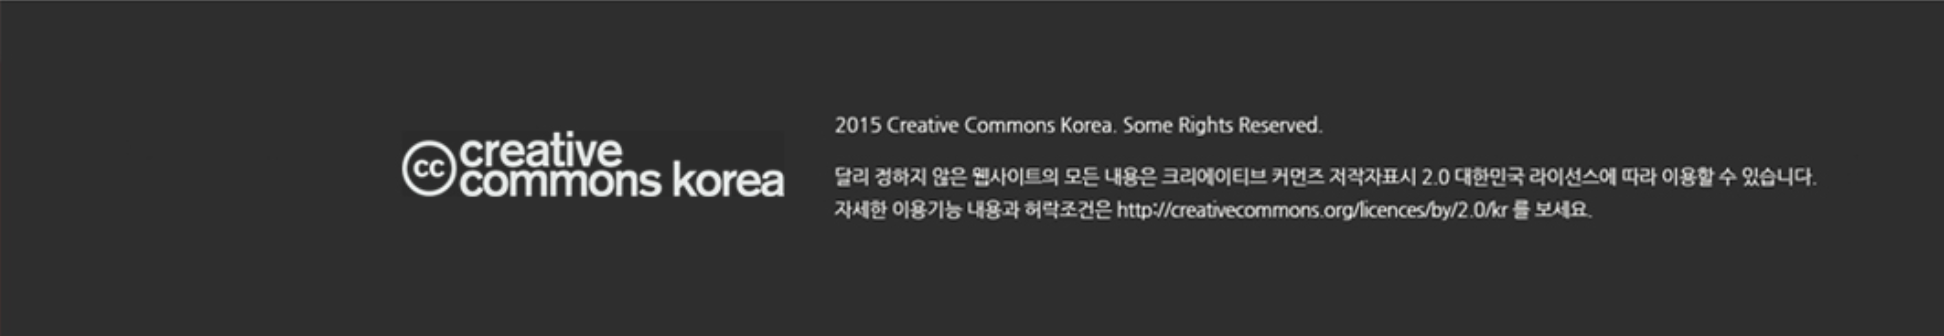 cc creative
commons korea
2015 Creative Commons Korea. Some Rights Reserved.
달리 정하지 않은 웹사이트의 모든 내용은 크리에이티브 커먼즈 저작자표시 2.0 대한민국 라이선스에 따라 이용할 수 있습니다.
자세한 이용기능 내용과 허락조건은 http://creativecommons.org/licences/by/2.0/kr 를 보세요.